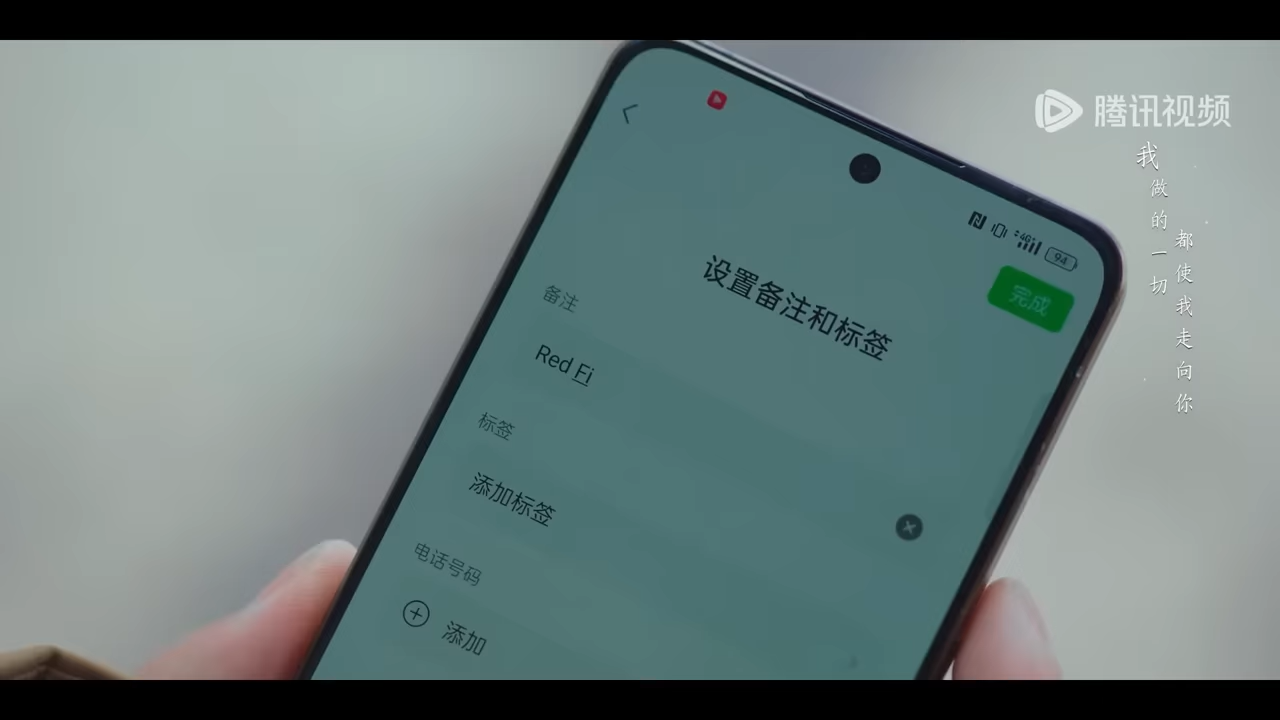 腾讯视频
我做的一切
都使我走向你
4G
94
完成
设置备注和标签
备注
Red Fi
标签
添加标签
电话号码
添加